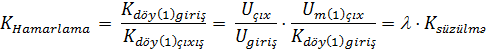 K_Hamarlama = K_döy(1)giriş / K_döy(1)çıxış = U_çıx / U_giriş · U_m(1)çıx / K_döy(1)giriş = λ · K_süzülmə